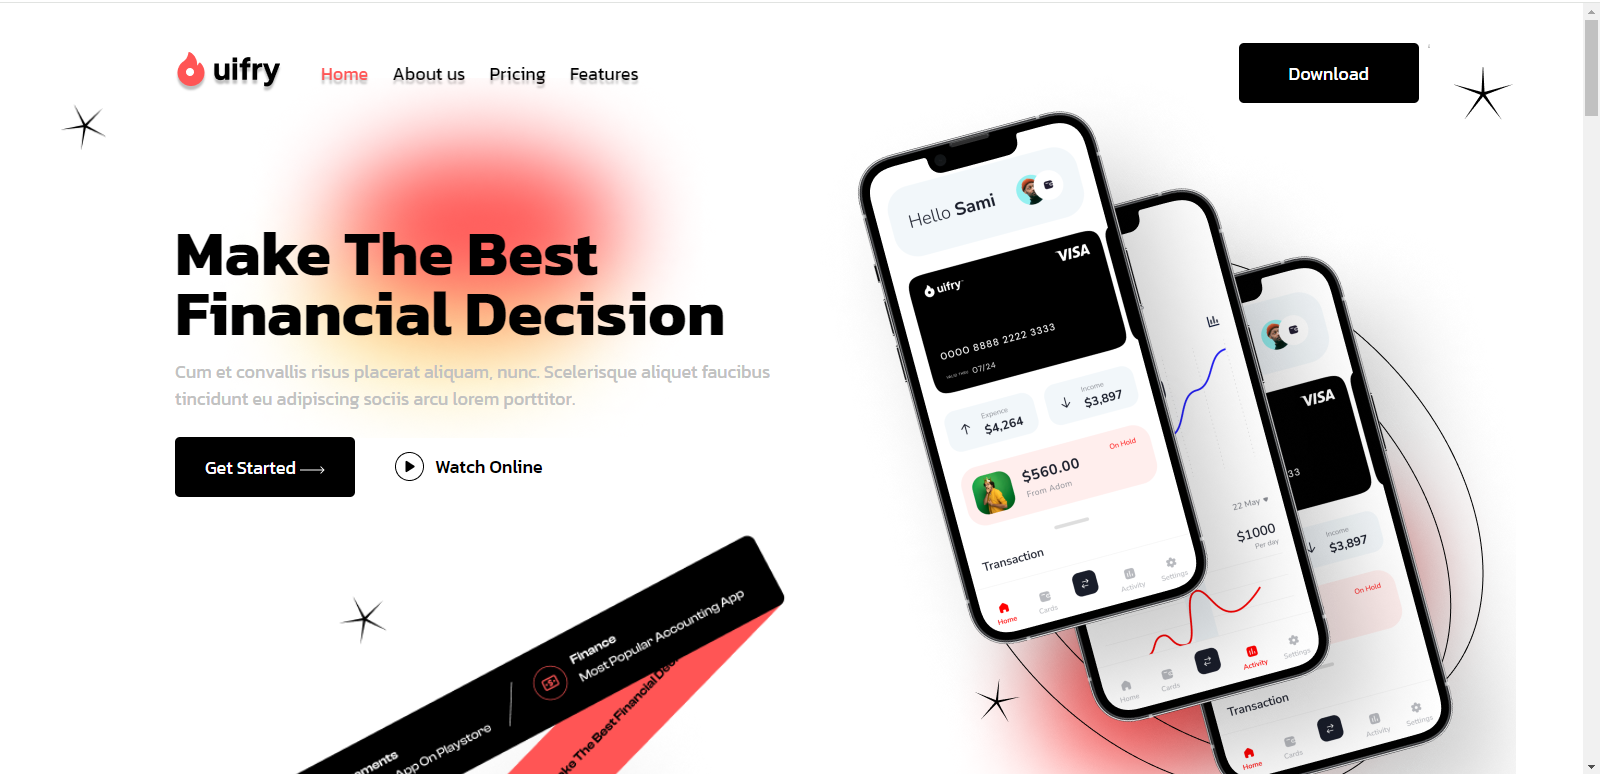 uifry
Home
About us
Pricing
Features
Download
Make The Best
Financial Decision
Cum et convallis risus placerat aliquam, nunc. Scelerisque aliquet faucibus
tincidunt eu adipiscing sociis arcu lorem porttitor.
Get Started
Watch Online
Hello Sami
VISA
uifry
0000 8888 2222 3333
VALID THRU 07/24
Expence
$4,264
Income
$3,897
On Hold
$560.00
From Adom
Transaction
Home
Cards
Activity
Settings
22 May
$1000
Per day
Home
Cards
Activity
Settings
VISA
33
Income
$3,897
On Hold
Transaction
Home
Cards
Activity
Settings
Finance
Most Popular Accounting App
ements
App On Playstore
ke The Best Financial Dec